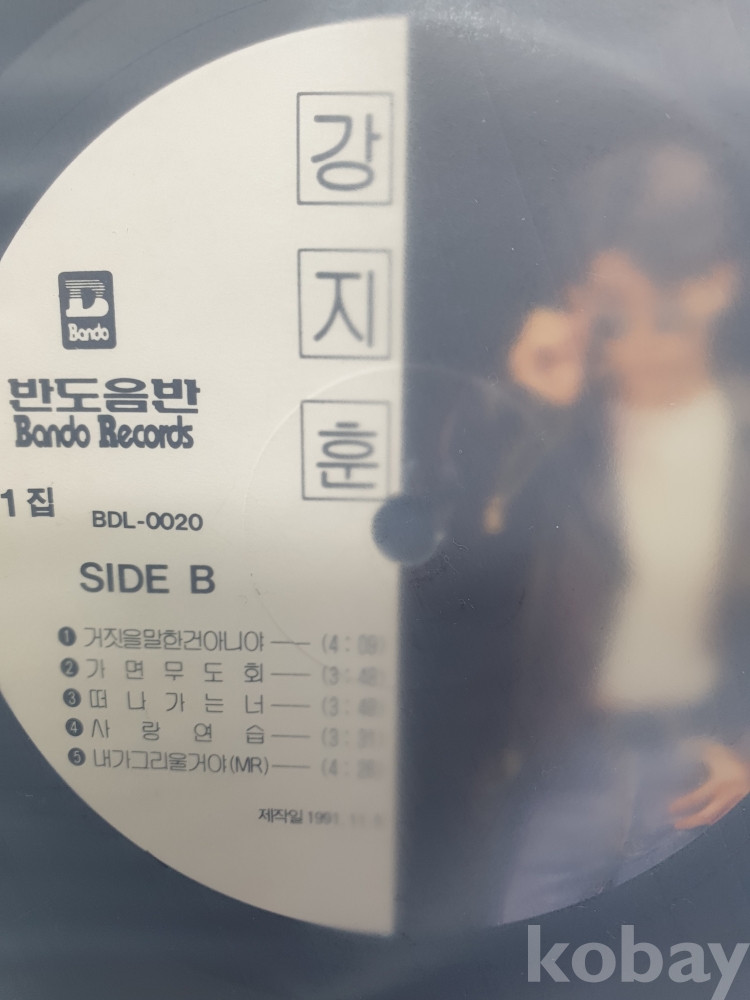 강
지
훈
Bando
반도음반
Bando Records
1집 BDL-0020
SIDE B
❶ 거짓을말한건아니야 — (4:09)
❷ 가면무도회 — (3:48)
❸ 떠나가는너 — (3:48)
❹ 사랑연습 — (3:31)
❺ 내가그리울거야(MR) — (4:
제작일 1991.
kobay